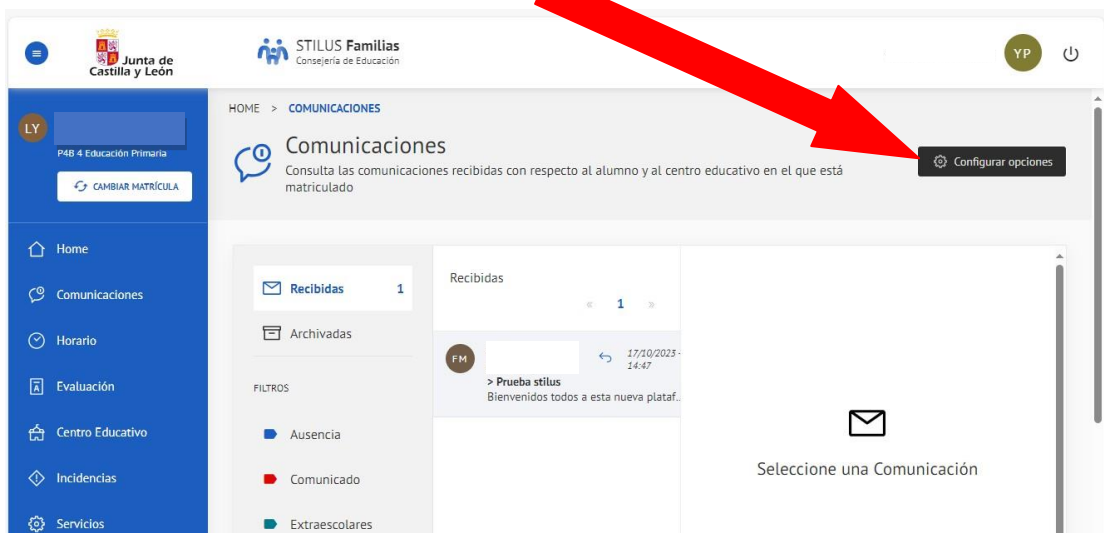 Junta de
Castilla y León
STILUS Familias
Consejería de Educación
YP
LY
P4B 4 Educación Primaria
CAMBIAR MATRÍCULA
Home
Comunicaciones
Horario
Evaluación
Centro Educativo
Incidencias
Servicios
HOME > COMUNICACIONES
Comunicaciones
Consulta las comunicaciones recibidas con respecto al alumno y al centro educativo en el que está
matriculado
Configurar opciones
Recibidas 1
Archivadas
FILTROS
Ausencia
Comunicado
Extraescolares
Recibidas
« 1 »
FM
17/10/2023 -
14:47
> Prueba stilus
Bienvenidos todos a esta nueva plataf..
Seleccione una Comunicación